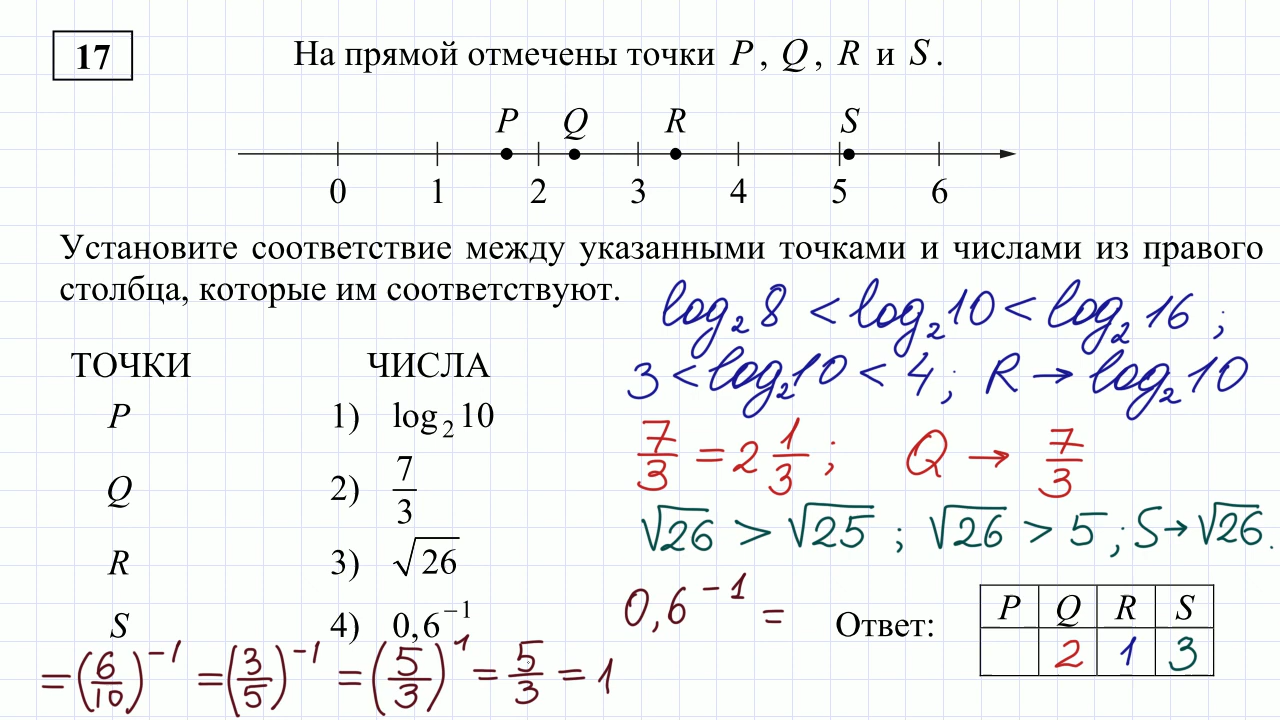 17
На прямой отмечены точки P, Q, R и S.
P Q R S
0 1 2 3 4 5 6
Установите соответствие между указанными точками и числами из правого
столбца, которые им соответствуют.
log₂8 < log₂10 < log₂16 ;
ТОЧКИ ЧИСЛА
3 < log₂10 < 4 ; R → log₂10
P 1) log₂10
7/3 = 2 1/3 ; Q → 7/3
Q 2) 7/3
√26 > √25 ; √26 > 5 ; S → √26.
R 3) √26
S 4) 0,6⁻¹
0,6⁻¹ =
Ответ:
P Q R S
2 1 3
= (6/10)⁻¹ = (3/5)⁻¹ = (5/3)¹ = 5/3 = 1